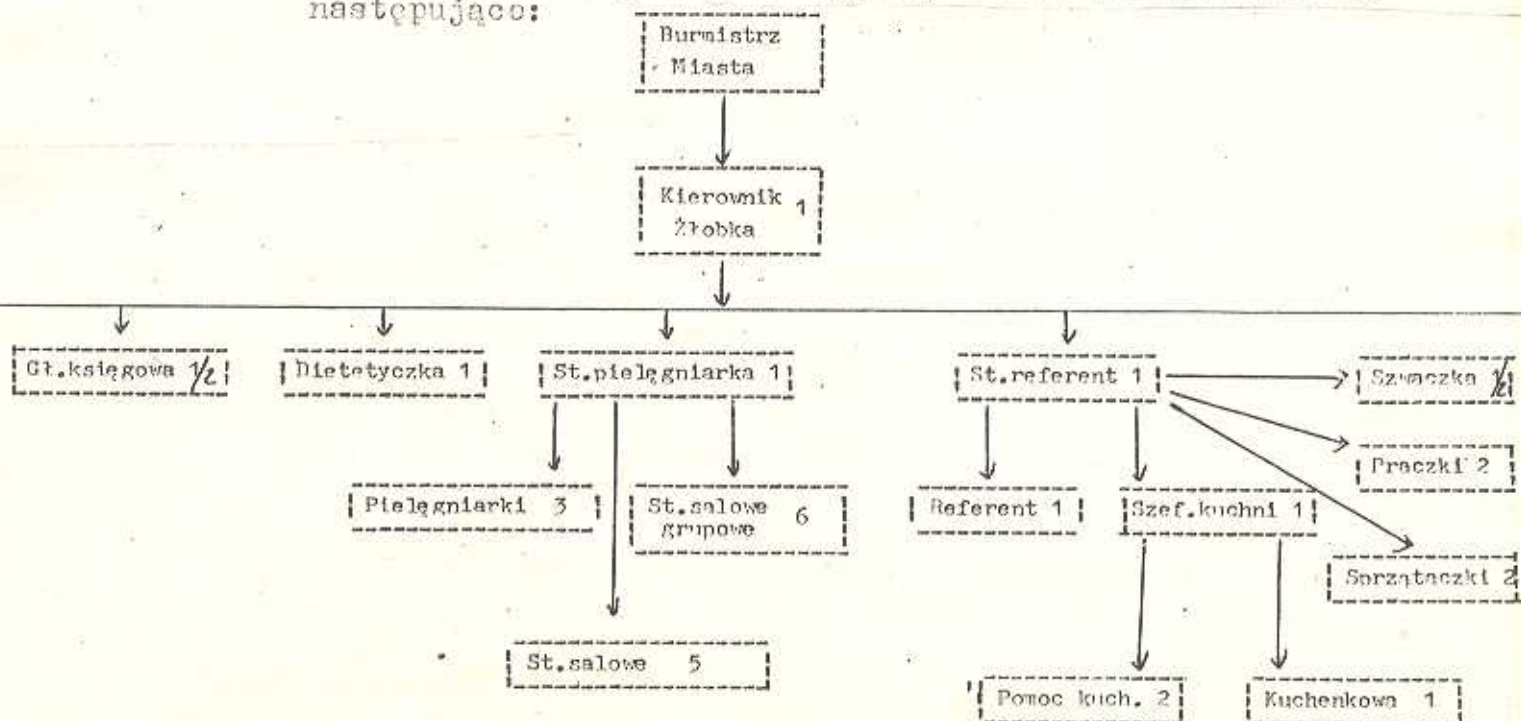 następująco:
Burmistrz
Miasta
Kierownik 1
Żłobka
Gł.księgowa 1/2
Dietetyczka 1
St.pielęgniarka 1
St.referent 1
Szwaczka 1/2
Praczki 2
Pielęgniarki 3
St.salowe 6
grupowe
Referent 1
Szef.kuchni 1
Sprzątaczki 2
St.salowe 5
Pomoc kuch. 2
Kuchenkowa 1